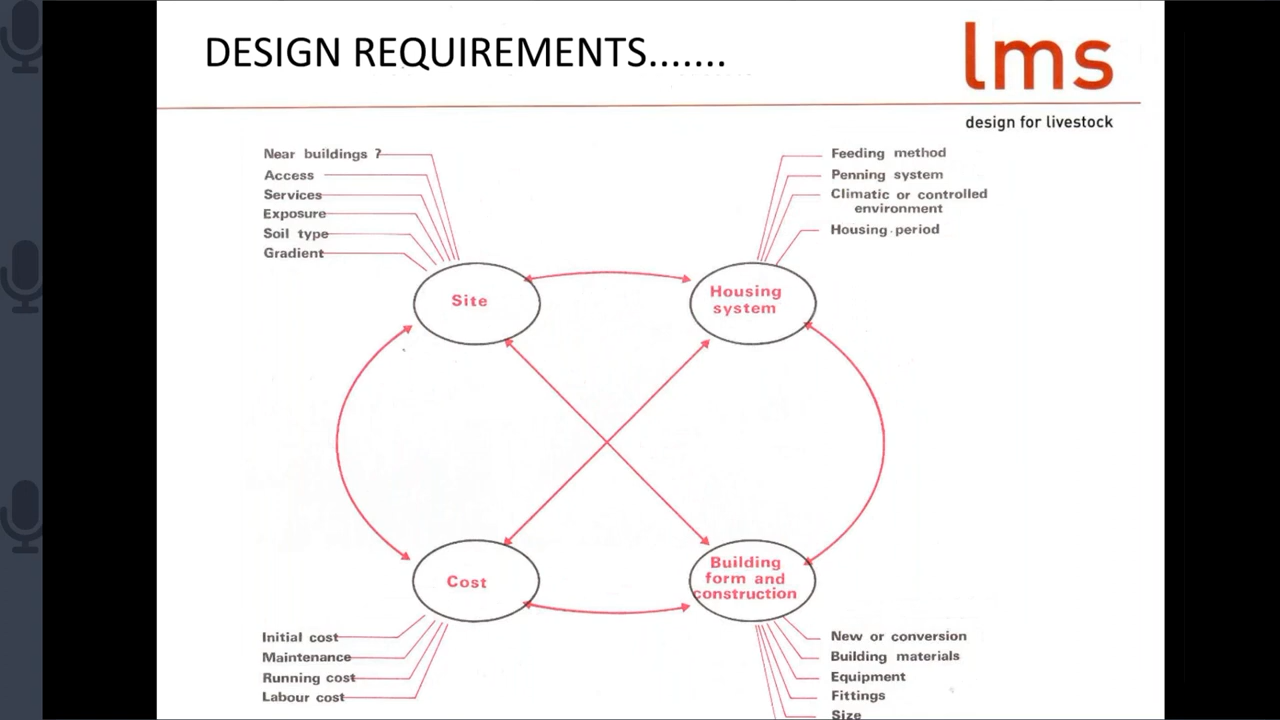 DESIGN REQUIREMENTS.......
lms
design for livestock
Near buildings ?
Access
Services
Exposure
Soil type
Gradient
Feeding method
Penning system
Climatic or controlled
environment
Housing period
Site
Housing
system
Cost
Building
form and
construction
Initial cost
Maintenance
Running cost
Labour cost
New or conversion
Building materials
Equipment
Fittings
Size